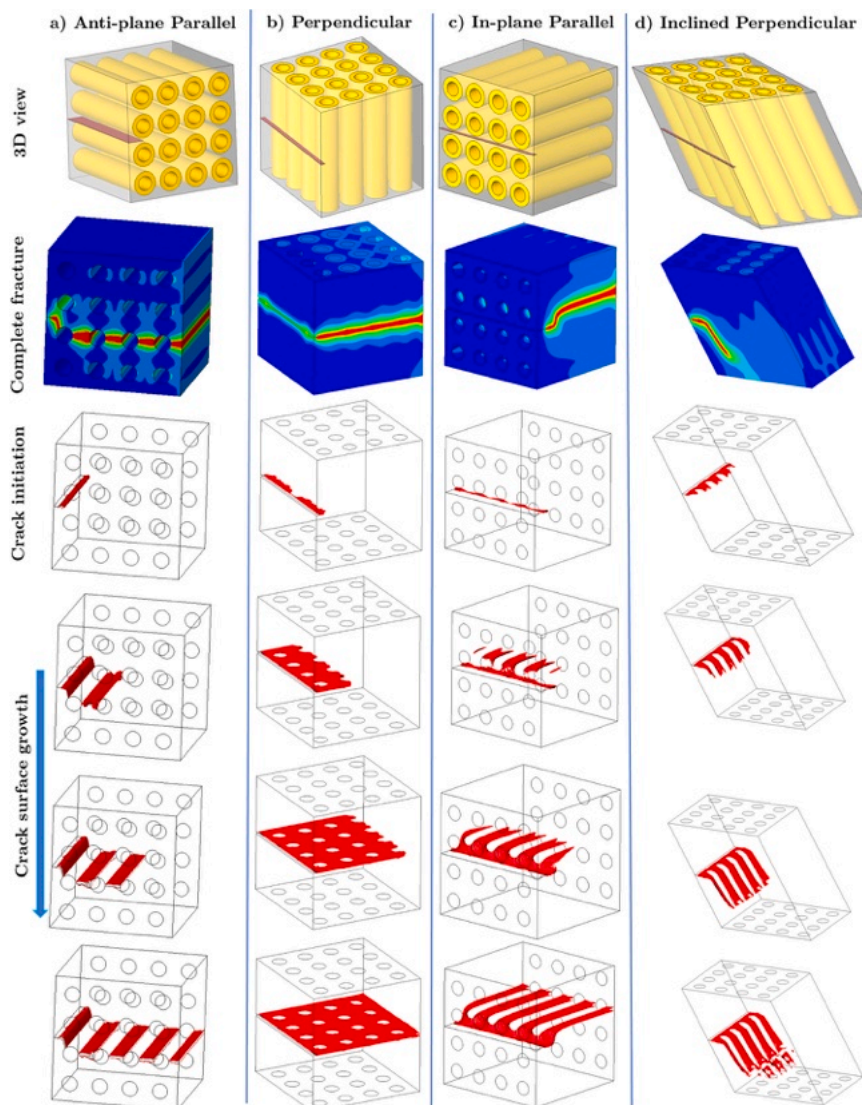 a) Anti-plane Parallel
b) Perpendicular
c) In-plane Parallel
d) Inclined Perpendicular
3D view
Complete fracture
Crack initiation
Crack surface growth